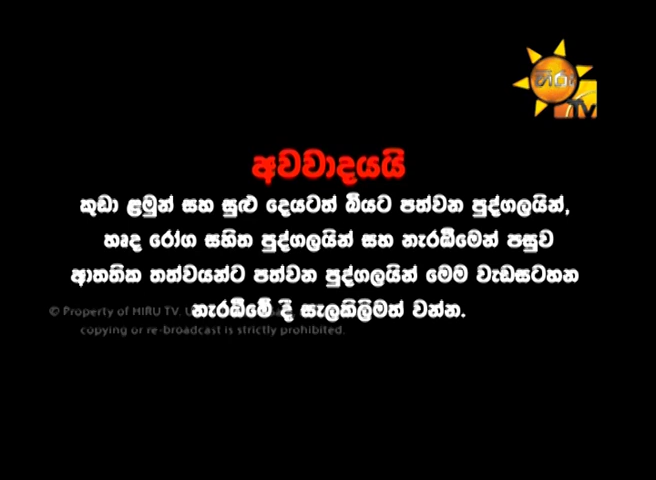 හිරු
TV
අවවාදයයි
කුඩා ළමුන් සහ සුළු දෙයටත් බියට පත්වන පුද්ගලයින්,
හෘද රෝග සහිත පුද්ගලයින් සහ නැරඹීමෙන් පසුව
ආතතික තත්වයන්ට පත්වන පුද්ගලයින් මෙම වැඩසටහන
නැරඹීමේ දී සැලකිලිමත් වන්න.
© Property of HIRU TV.
copying or re-broadcast is strictly prohibited.